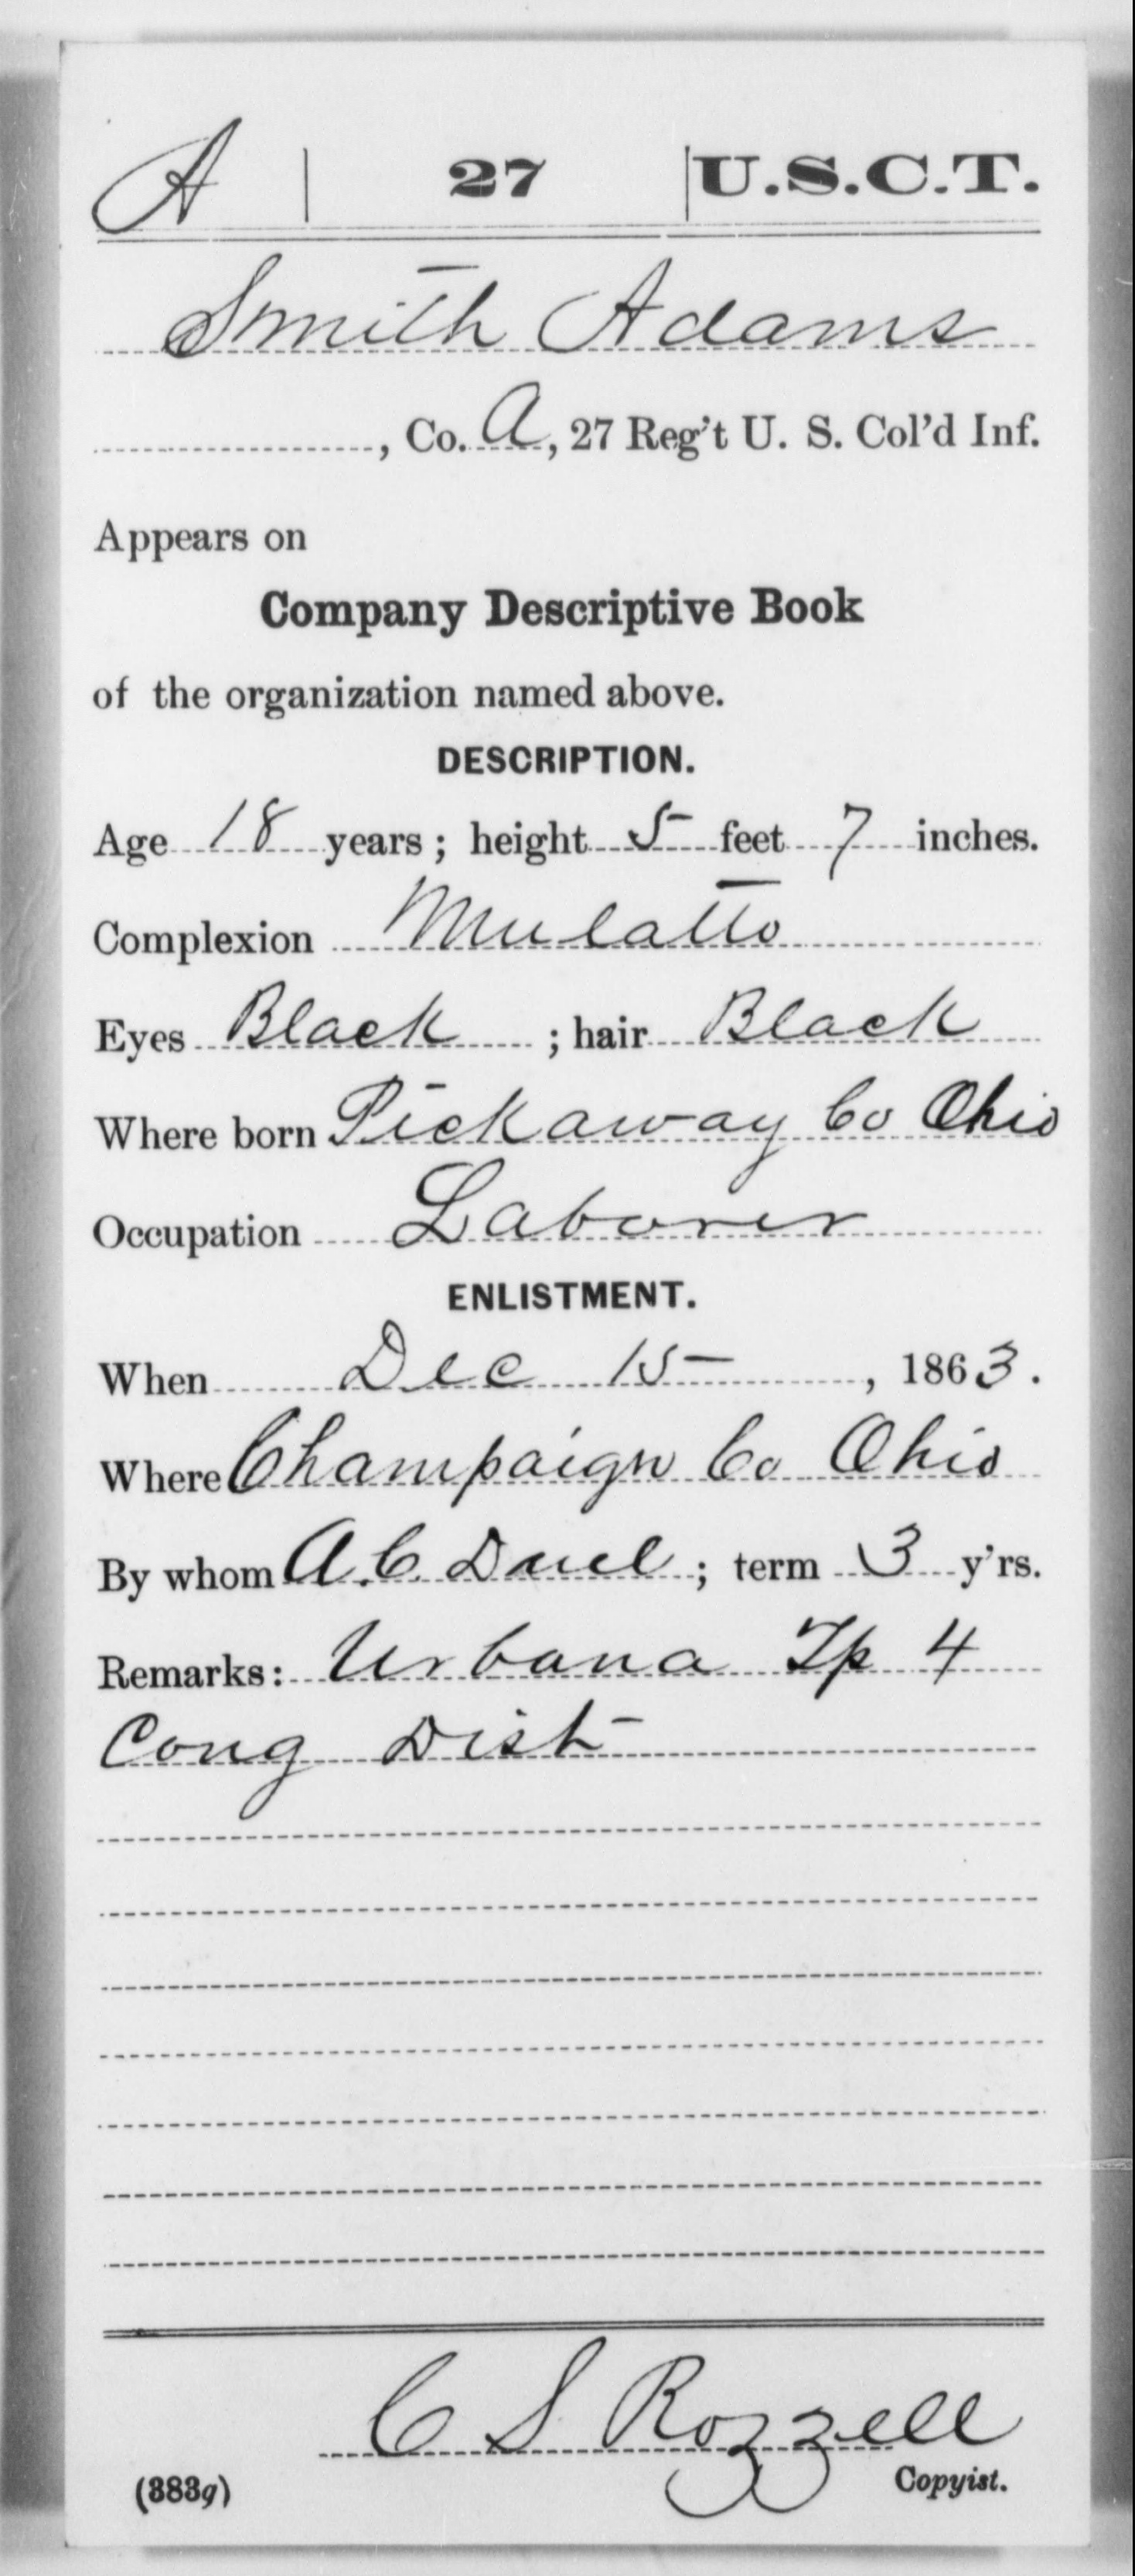 A | 27 | U.S.C.T.
Smith Adams
, Co. A, 27 Reg't U. S. Col'd Inf.
Appears on
Company Descriptive Book
of the organization named above.
DESCRIPTION.
Age 18 years; height 5 feet 7 inches.
Complexion Mulatto
Eyes Black; hair Black
Where born Pickaway Co Ohio
Occupation Laborer
ENLISTMENT.
When Dec 15, 1863.
Where Champaign Co Ohio
By whom A. C. ; term 3 y'rs.
Remarks: Urbana Tp 4
Cong Dist
C S Rozzell
(383g) Copyist.